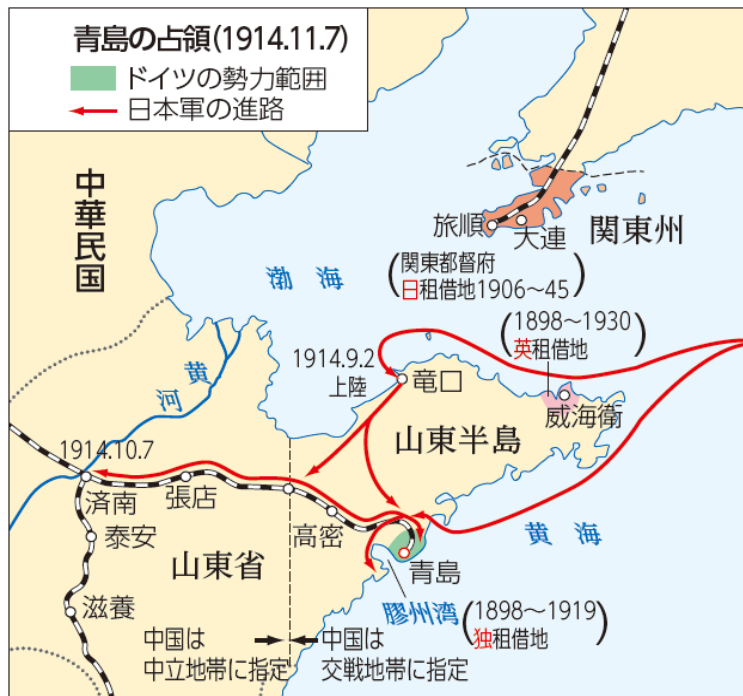 青島の占領(1914.11.7)
ドイツの勢力範囲
日本軍の進路
中華民国
渤海
旅順
大連
関東州
(関東都督府
日租借地1906〜45)
(1898〜1930
英租借地)
1914.9.2
上陸
竜口
威海衛
黄河
山東半島
1914.10.7
済南
張店
高密
泰安
山東省
滋養
青島
黄海
膠州湾
(1898〜1919
独租借地)
中国は
中立地帯に指定
中国は
交戦地帯に指定